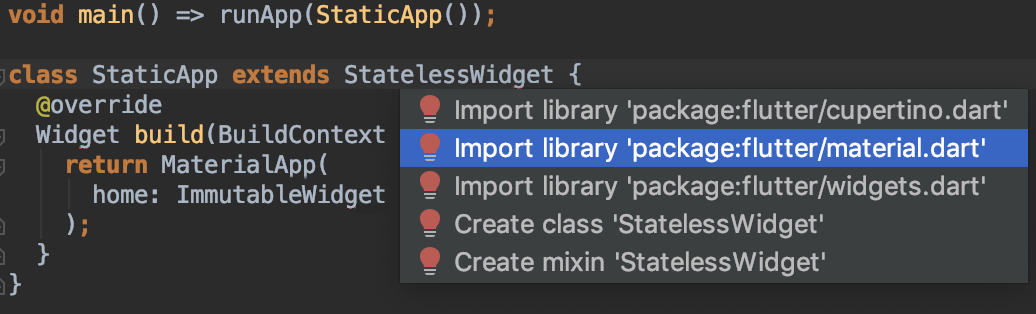 void main() => runApp(StaticApp());
class StaticApp extends StatelessWidget {
@override
Widget build(BuildContext
return MaterialApp(
home: ImmutableWidget
);
}
}
Import library 'package:flutter/cupertino.dart'
Import library 'package:flutter/material.dart'
Import library 'package:flutter/widgets.dart'
Create class 'StatelessWidget'
Create mixin 'StatelessWidget'